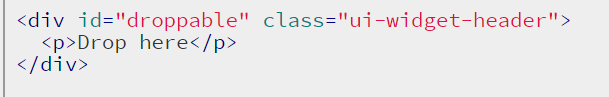 <div id="droppable" class="ui-widget-header">
  <p>Drop here</p>
</div>